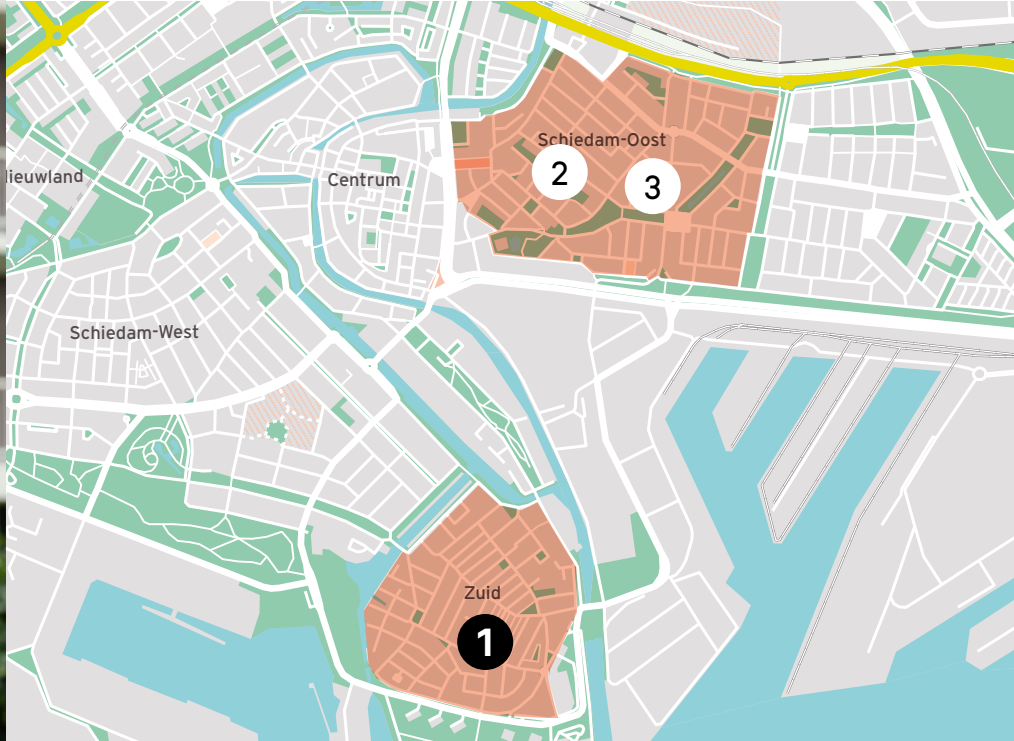 Schiedam-Oost
2
3
Centrum
ieuwland
Schiedam-West
Zuid
1